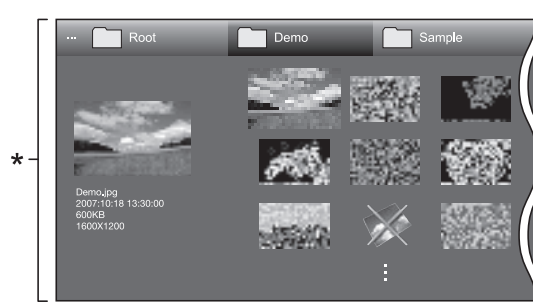 ... Root Demo Sample
*
Demo.jpg
2007:10:18 13:30:00
600KB
1600X1200